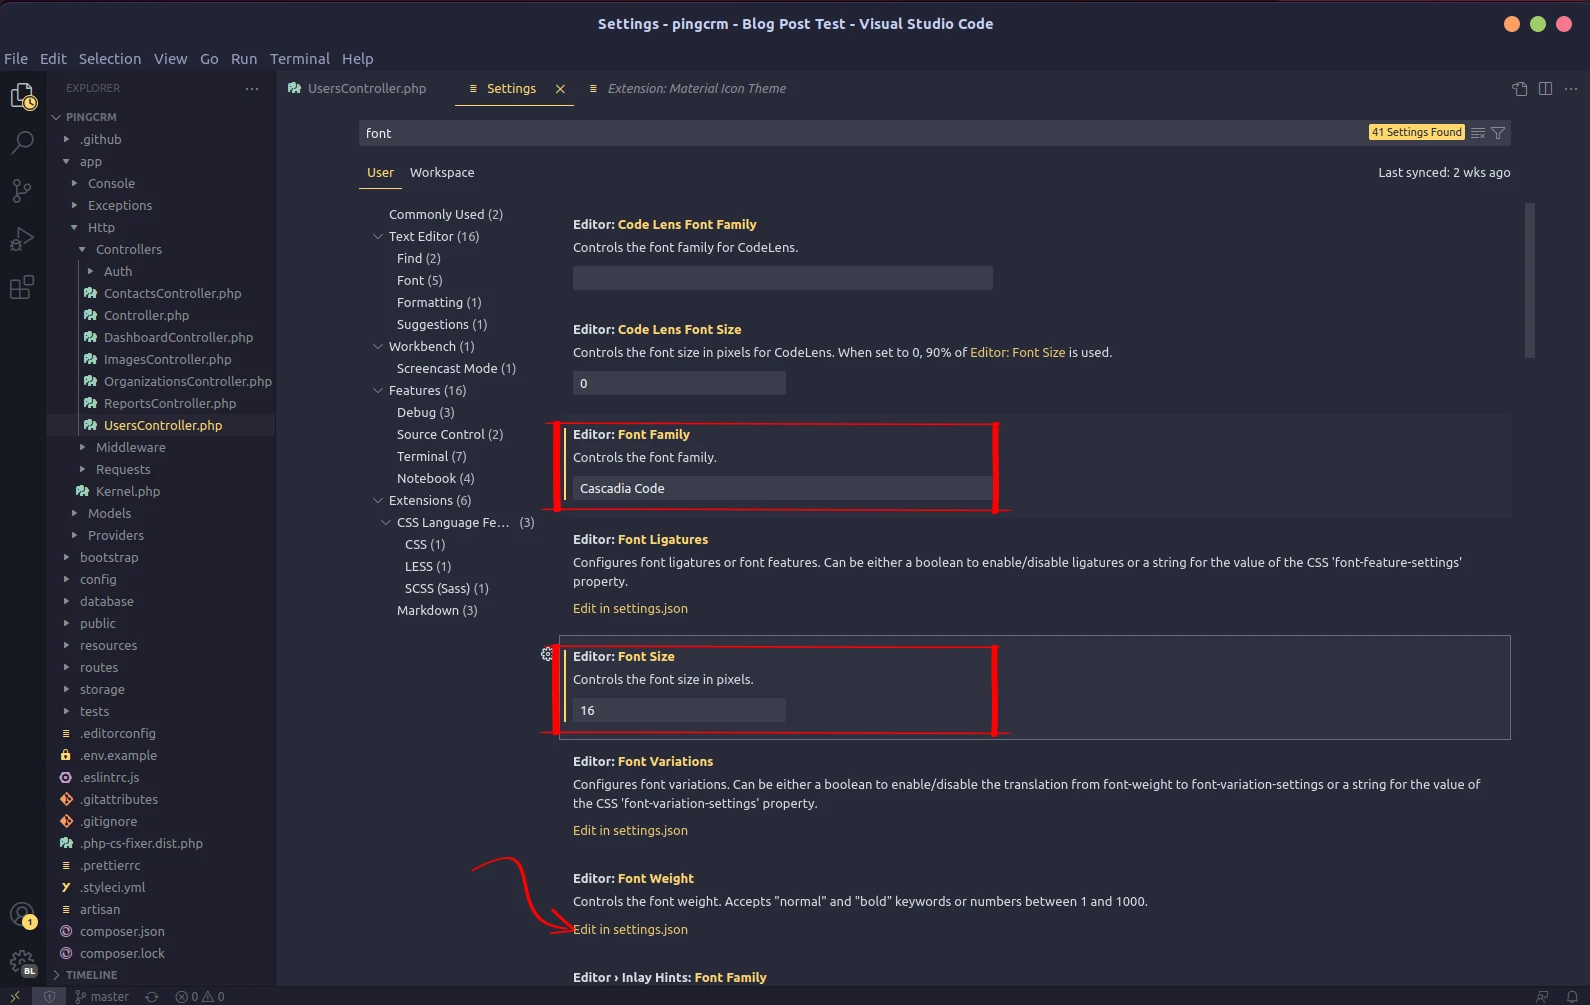 Settings - pingcrm - Blog Post Test - Visual Studio Code
File Edit Selection View Go Run Terminal Help
EXPLORER
UsersController.php
Settings
Extension: Material Icon Theme
PINGCRM
.github
app
Console
Exceptions
Http
Controllers
Auth
ContactsController.php
Controller.php
DashboardController.php
ImagesController.php
OrganizationsController.php
ReportsController.php
UsersController.php
Middleware
Requests
Kernel.php
Models
Providers
bootstrap
config
database
public
resources
routes
storage
tests
.editorconfig
.env.example
.eslintrc.js
.gitattributes
.gitignore
.php-cs-fixer.dist.php
.prettierrc
.styleci.yml
artisan
composer.json
composer.lock
TIMELINE
font
41 Settings Found
User Workspace
Last synced: 2 wks ago
Commonly Used (2)
Text Editor (16)
Find (2)
Font (5)
Formatting (1)
Suggestions (1)
Workbench (1)
Screencast Mode (1)
Features (16)
Debug (3)
Source Control (2)
Terminal (7)
Notebook (4)
Extensions (6)
CSS Language Fe... (3)
CSS (1)
LESS (1)
SCSS (Sass) (1)
Markdown (3)
Editor: Code Lens Font Family
Controls the font family for CodeLens.
Editor: Code Lens Font Size
Controls the font size in pixels for CodeLens. When set to 0, 90% of Editor: Font Size is used.
0
Editor: Font Family
Controls the font family.
Cascadia Code
Editor: Font Ligatures
Configures font ligatures or font features. Can be either a boolean to enable/disable ligatures or a string for the value of the CSS 'font-feature-settings'
property.
Edit in settings.json
Editor: Font Size
Controls the font size in pixels.
16
Editor: Font Variations
Configures font variations. Can be either a boolean to enable/disable the translation from font-weight to font-variation-settings or a string for the value of
the CSS 'font-variation-settings' property.
Edit in settings.json
Editor: Font Weight
Controls the font weight. Accepts "normal" and "bold" keywords or numbers between 1 and 1000.
Edit in settings.json
Editor › Inlay Hints: Font Family
1
BL
master
0 0